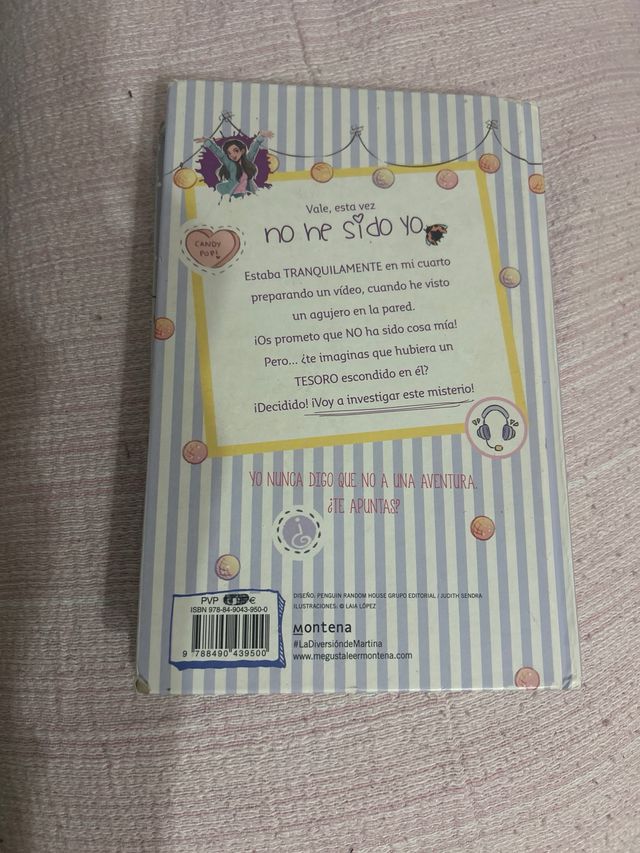 Vale, esta vez
no he sido yo
CANDY
POP!
Estaba TRANQUILAMENTE en mi cuarto
preparando un vídeo, cuando he visto
un agujero en la pared.
¡Os prometo que NO ha sido cosa mía!
Pero... ¿te imaginas que hubiera un
TESORO escondido en él?
¡Decidido! ¡Voy a investigar este misterio!
YO NUNCA DIGO QUE NO A UNA AVENTURA.
¿TE APUNTAS?
PVP €
ISBN 978-84-9043-950-0
9 788490 439500
DISEÑO: PENGUIN RANDOM HOUSE GRUPO EDITORIAL / JUDITH SENDRA
ILUSTRACIONES: © LAIA LÓPEZ
montena
#LaDiversióndeMartina
www.megustaleermontena.com